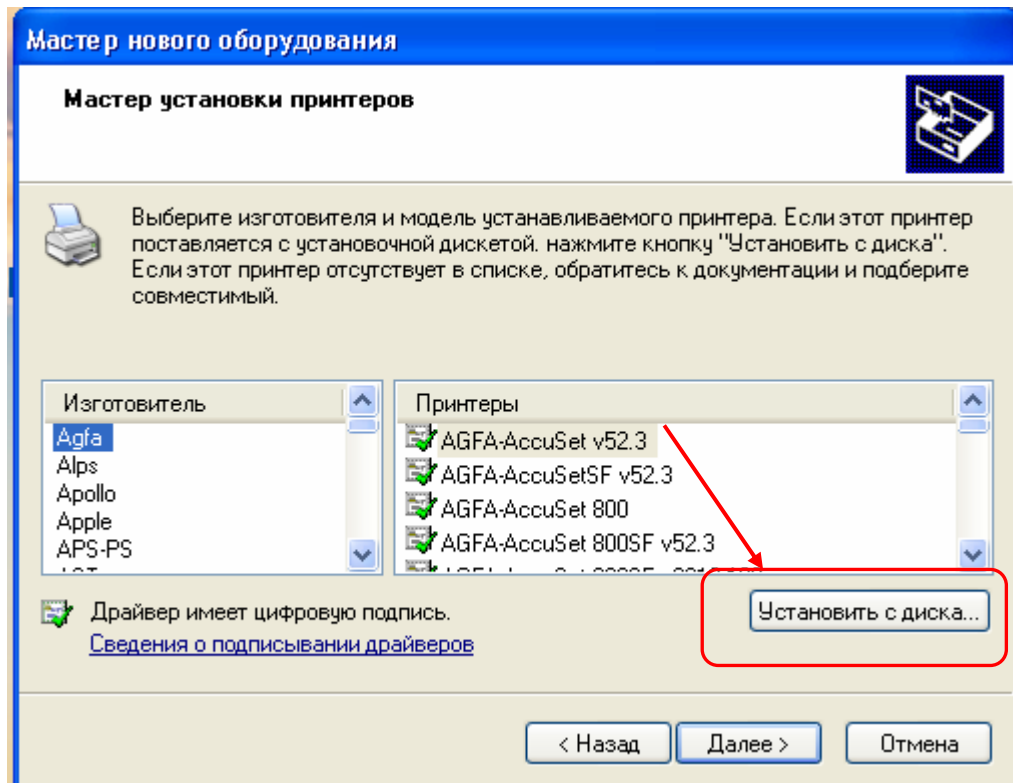 Мастер нового оборудования
Мастер установки принтеров
Выберите изготовителя и модель устанавливаемого принтера. Если этот принтер
поставляется с установочной дискетой, нажмите кнопку "Установить с диска".
Если этот принтер отсутствует в списке, обратитесь к документации и подберите
совместимый.
Изготовитель
Agfa
Alps
Apollo
Apple
APS-PS
Принтеры
AGFA-AccuSet v52.3
AGFA-AccuSetSF v52.3
AGFA-AccuSet 800
AGFA-AccuSet 800SF v52.3
Драйвер имеет цифровую подпись.
Сведения о подписывании драйверов
Установить с диска...
< Назад
Далее >
Отмена